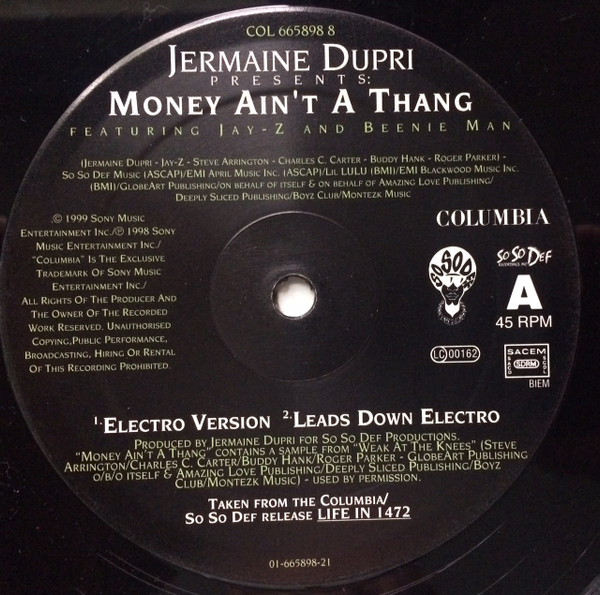 COL 665898 8
JERMAINE DUPRI
PRESENTS:
MONEY AIN'T A THANG
FEATURING JAY-Z AND BEENIE MAN
(JERMAINE DUPRI - JAY-Z - STEVE ARRINGTON - CHARLES C. CARTER - BUDDY HANK - ROGER PARKER) -
SO SO DEF MUSIC (ASCAP)/EMI APRIL MUSIC INC. (ASCAP)/LIL LULU (BMI)/EMI BLACKWOOD MUSIC INC.
(BMI)/GLOBEART PUBLISHING/ON BEHALF OF ITSELF & ON BEHALF OF AMAZING LOVE PUBLISHING/
DEEPLY SLICED PUBLISHING/BOYZ CLUB/MONTEZK MUSIC
© 1999 SONY MUSIC
ENTERTAINMENT INC./℗ 1998 SONY
MUSIC ENTERTAINMENT INC./
"COLUMBIA" IS THE EXCLUSIVE
TRADEMARK OF SONY MUSIC
ENTERTAINMENT INC./
ALL RIGHTS OF THE PRODUCER AND
THE OWNER OF THE RECORDED
WORK RESERVED. UNAUTHORISED
COPYING,PUBLIC PERFORMANCE,
BROADCASTING, HIRING OR RENTAL
OF THIS RECORDING PROHIBITED.
COLUMBIA
SO SO DEF
SO SO DEF
RECORDINGS INC.
A
45 RPM
LC 00162
SACEM
SACD SDRM SCAM
SGDL
BIEM
1. ELECTRO VERSION 2. LEADS DOWN ELECTRO
PRODUCED BY JERMAINE DUPRI FOR SO SO DEF PRODUCTIONS.
"MONEY AIN'T A THANG" CONTAINS A SAMPLE FROM "WEAK AT THE KNEES" (STEVE
ARRINGTON/CHARLES C. CARTER/BUDDY HANK/ROGER PARKER - GLOBEART PUBLISHING
O/B/O ITSELF & AMAZING LOVE PUBLISHING/DEEPLY SLICED PUBLISHING/BOYZ
CLUB/MONTEZK MUSIC) - USED BY PERMISSION.
TAKEN FROM THE COLUMBIA/
SO SO DEF RELEASE LIFE IN 1472
01-665898-21